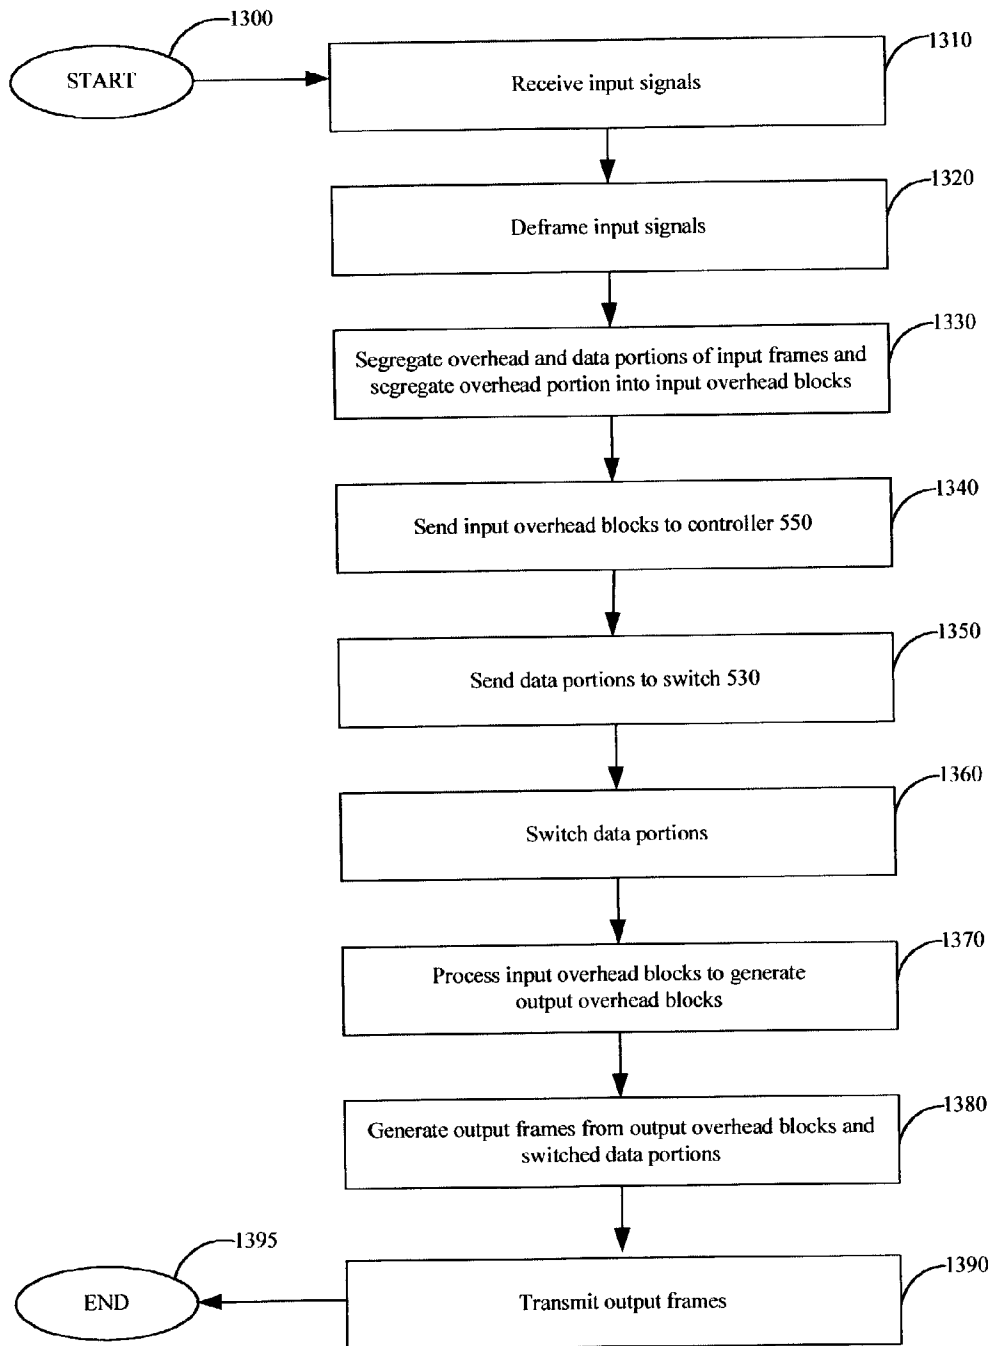 1300
START
1310
Receive input signals
1320
Deframe input signals
1330
Segregate overhead and data portions of input frames and
segregate overhead portion into input overhead blocks
1340
Send input overhead blocks to controller 550
1350
Send data portions to switch 530
1360
Switch data portions
1370
Process input overhead blocks to generate
output overhead blocks
1380
Generate output frames from output overhead blocks and
switched data portions
1395
END
1390
Transmit output frames